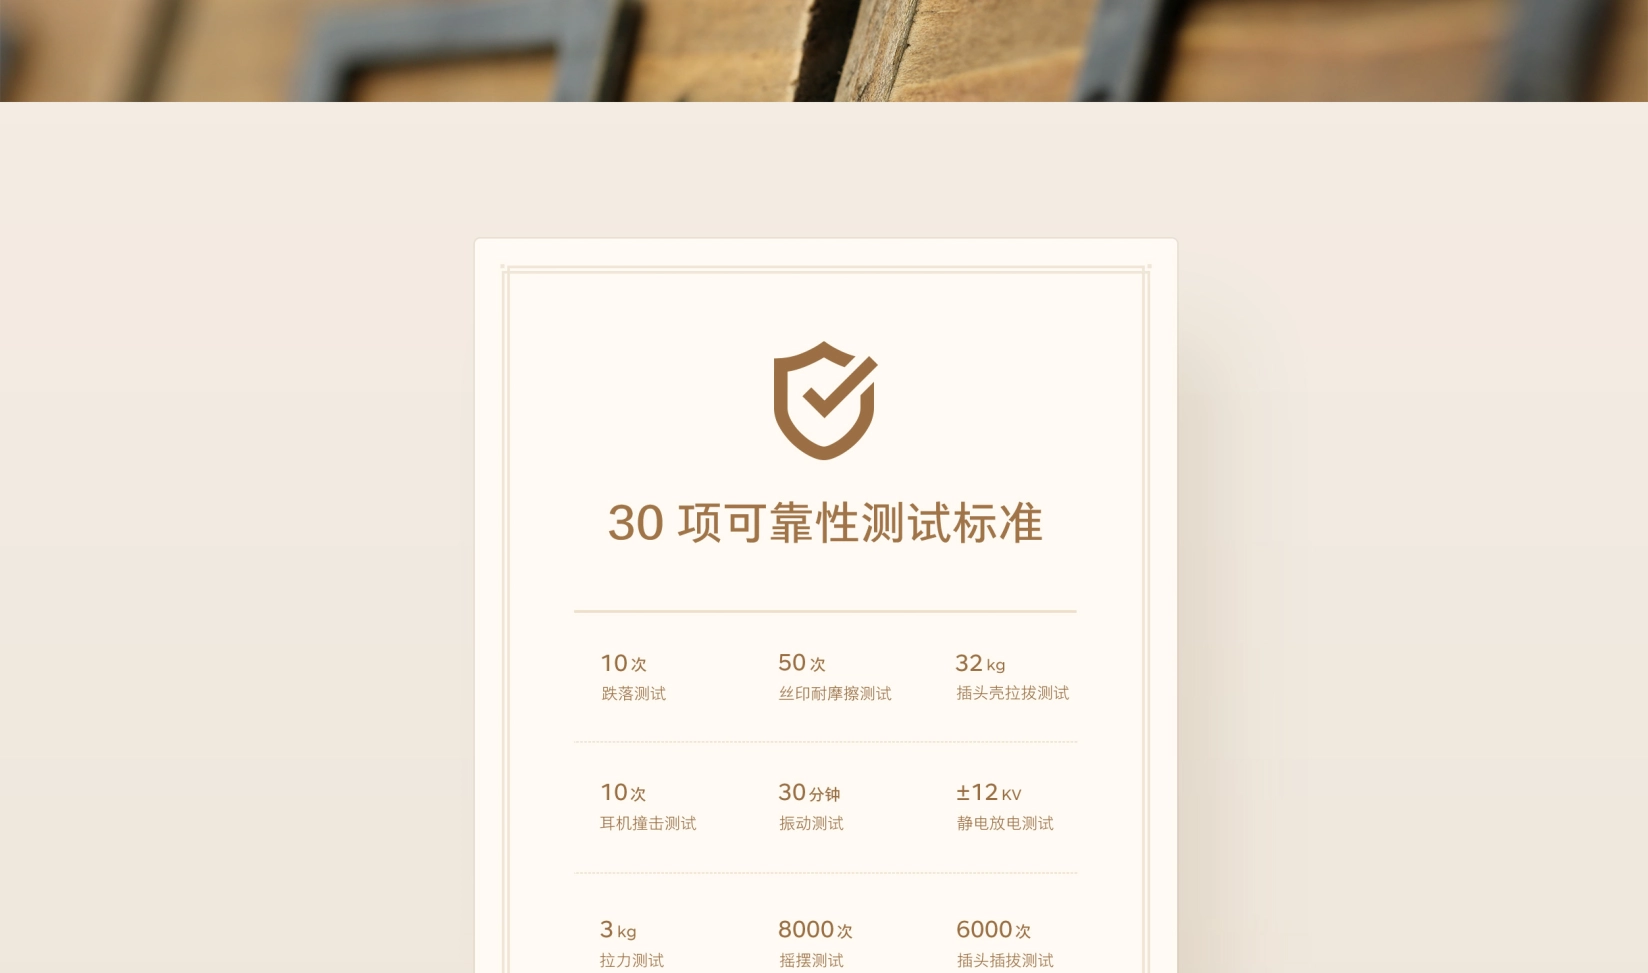 30 项可靠性测试标准
10 次
50 次
32 kg
跌落测试
丝印耐摩擦测试
插头壳拉拔测试
10 次
30 分钟
±12 KV
耳机撞击测试
振动测试
静电放电测试
3 kg
8000 次
6000 次
拉力测试
摇摆测试
插头插拔测试